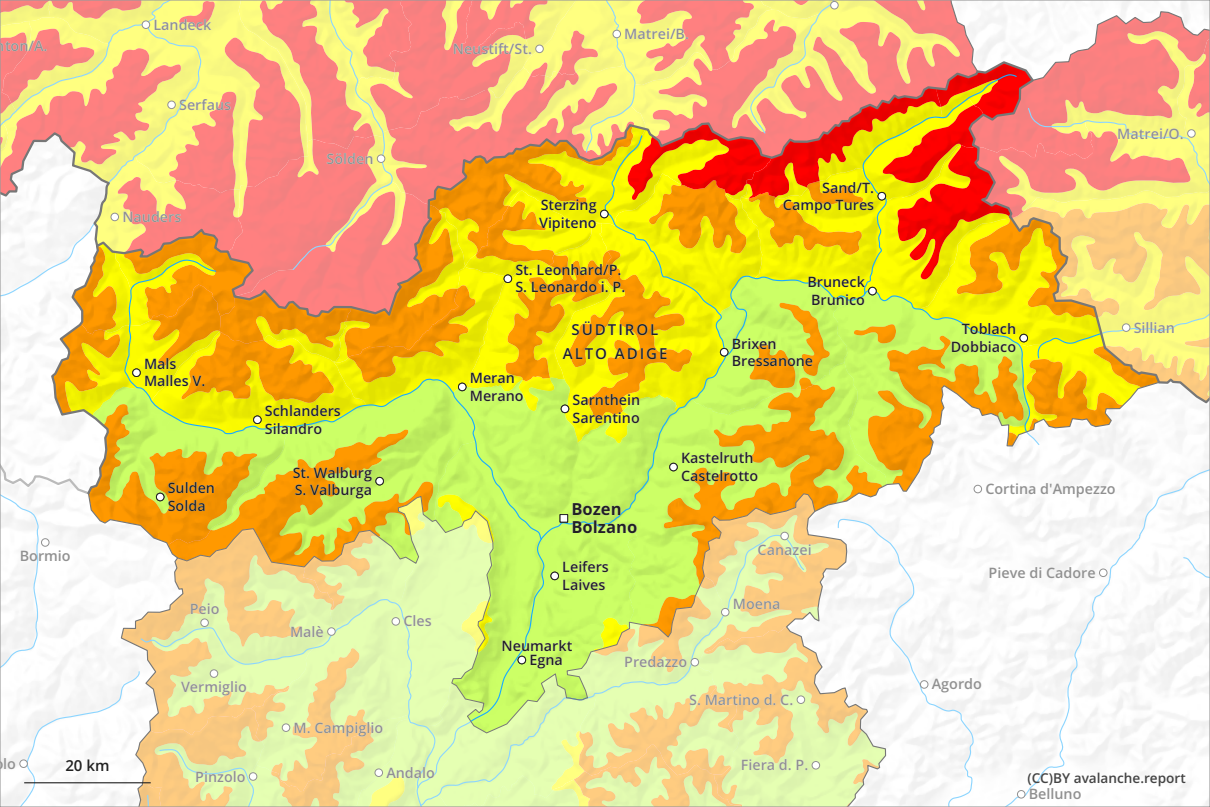 Landeck
ton/A.
Neustift/St.
Matrei/B.
Serfaus
Matrei/O.
Sölden
Nauders
Sand/T.
Campo Tures
Sterzing
Vipiteno
St. Leonhard/P.
S. Leonardo i. P.
Bruneck
Brunico
SÜDTIROL
ALTO ADIGE
Toblach
Dobbiaco
Sillian
Brixen
Bressanone
Mals
Malles V.
Meran
Merano
Sarnthein
Sarentino
Schlanders
Silandro
Kastelruth
Castelrotto
St. Walburg
S. Valburga
Sulden
Solda
Cortina d'Ampezzo
Bozen
Bolzano
Bormio
Canazei
Leifers
Laives
Pieve di Cadore
Peio
Moena
Cles
Malè
Neumarkt
Egna
Predazzo
Vermiglio
Agordo
S. Martino d. C.
M. Campiglio
20 km
olo
Pinzolo
Andalo
Fiera d. P.
(CC)BY avalanche.report
Belluno